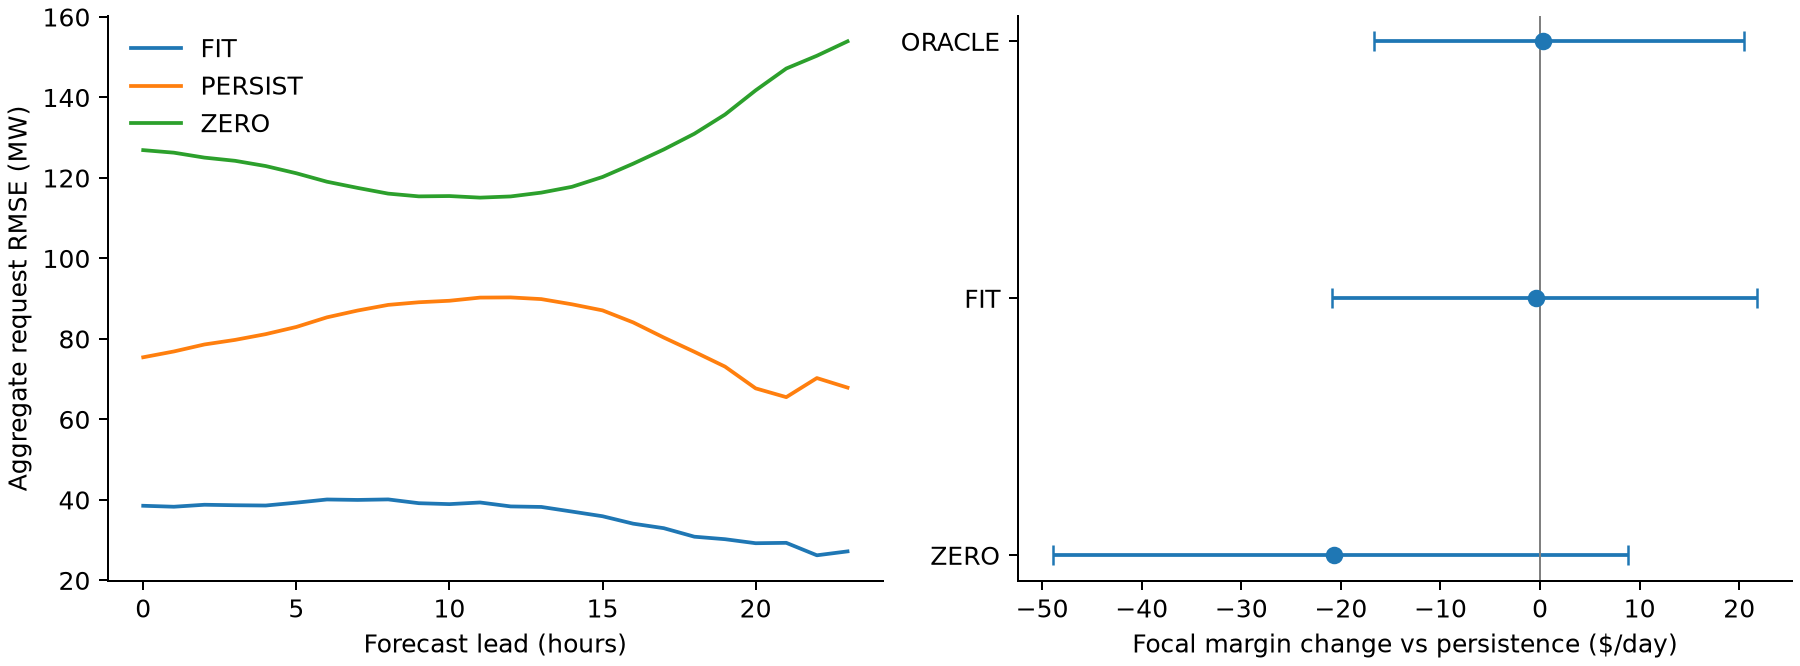 160
140
120
100
80
60
40
20
Aggregate request RMSE (MW)
FIT
PERSIST
ZERO
0 5 10 15 20
Forecast lead (hours)
ORACLE
FIT
ZERO
−50 −40 −30 −20 −10 0 10 20
Focal margin change vs persistence ($/day)